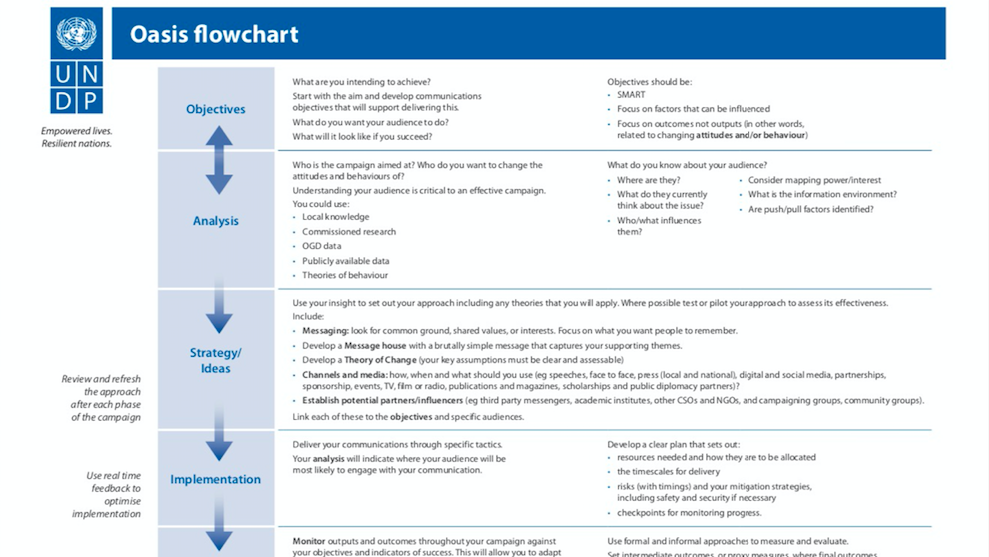 Oasis flowchart
U N
D P
Empowered lives.
Resilient nations.
Objectives
What are you intending to achieve?
Start with the aim and develop communications
objectives that will support delivering this.
What do you want your audience to do?
What will it look like if you succeed?
Objectives should be:
• SMART
• Focus on factors that can be influenced
• Focus on outcomes not outputs (in other words,
related to changing attitudes and/or behaviour)
Analysis
Who is the campaign aimed at? Who do you want to change the
attitudes and behaviours of?
Understanding your audience is critical to an effective campaign.
You could use:
• Local knowledge
• Commissioned research
• OGD data
• Publicly available data
• Theories of behaviour
What do you know about your audience?
• Where are they?
• What do they currently
think about the issue?
• Who/what influences
them?
• Consider mapping power/interest
• What is the information environment?
• Are push/pull factors identified?
Strategy/
Ideas
Use your insight to set out your approach including any theories that you will apply. Where possible test or pilot yourapproach to assess its effectiveness.
Include:
• Messaging: look for common ground, shared values, or interests. Focus on what you want people to remember.
• Develop a Message house with a brutally simple message that captures your supporting themes.
• Develop a Theory of Change (your key assumptions must be clear and assessable)
• Channels and media: how, when and what should you use (eg speeches, face to face, press (local and national), digital and social media, partnerships,
sponsorship, events, TV, film or radio, publications and magazines, scholarships and public diplomacy partners)?
• Establish potential partners/influencers (eg third party messengers, academic institutes, other CSOs and NGOs, and campaigning groups, community groups).
Link each of these to the objectives and specific audiences.
Review and refresh
the approach
after each phase
of the campaign
Implementation
Deliver your communications through specific tactics.
Your analysis will indicate where your audience will be
most likely to engage with your communication.
Develop a clear plan that sets out:
• resources needed and how they are to be allocated
• the timescales for delivery
• risks (with timings) and your mitigation strategies,
including safety and security if necessary
• checkpoints for monitoring progress.
Use real time
feedback to
optimise
implementation
Monitor outputs and outcomes throughout your campaign against
your objectives and indicators of success. This will allow you to adapt
Use formal and informal approaches to measure and evaluate.
Set intermediate outcomes, or proxy measures, where final outcomes